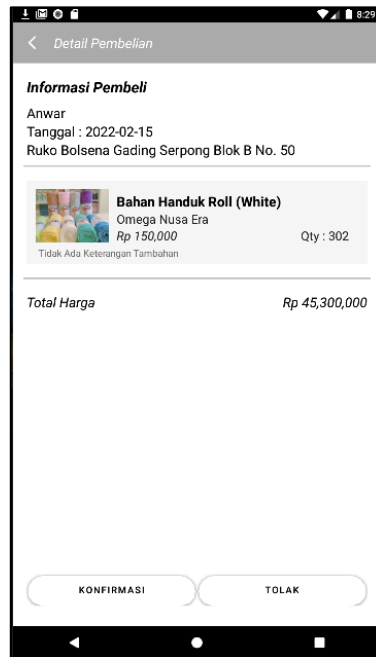 8:29
Detail Pembelian
Informasi Pembeli
Anwar
Tanggal : 2022-02-15
Ruko Bolsena Gading Serpong Blok B No. 50
Bahan Handuk Roll (White)
Omega Nusa Era
Rp 150,000 Qty : 302
Tidak Ada Keterangan Tambahan
Total Harga Rp 45,300,000
KONFIRMASI TOLAK